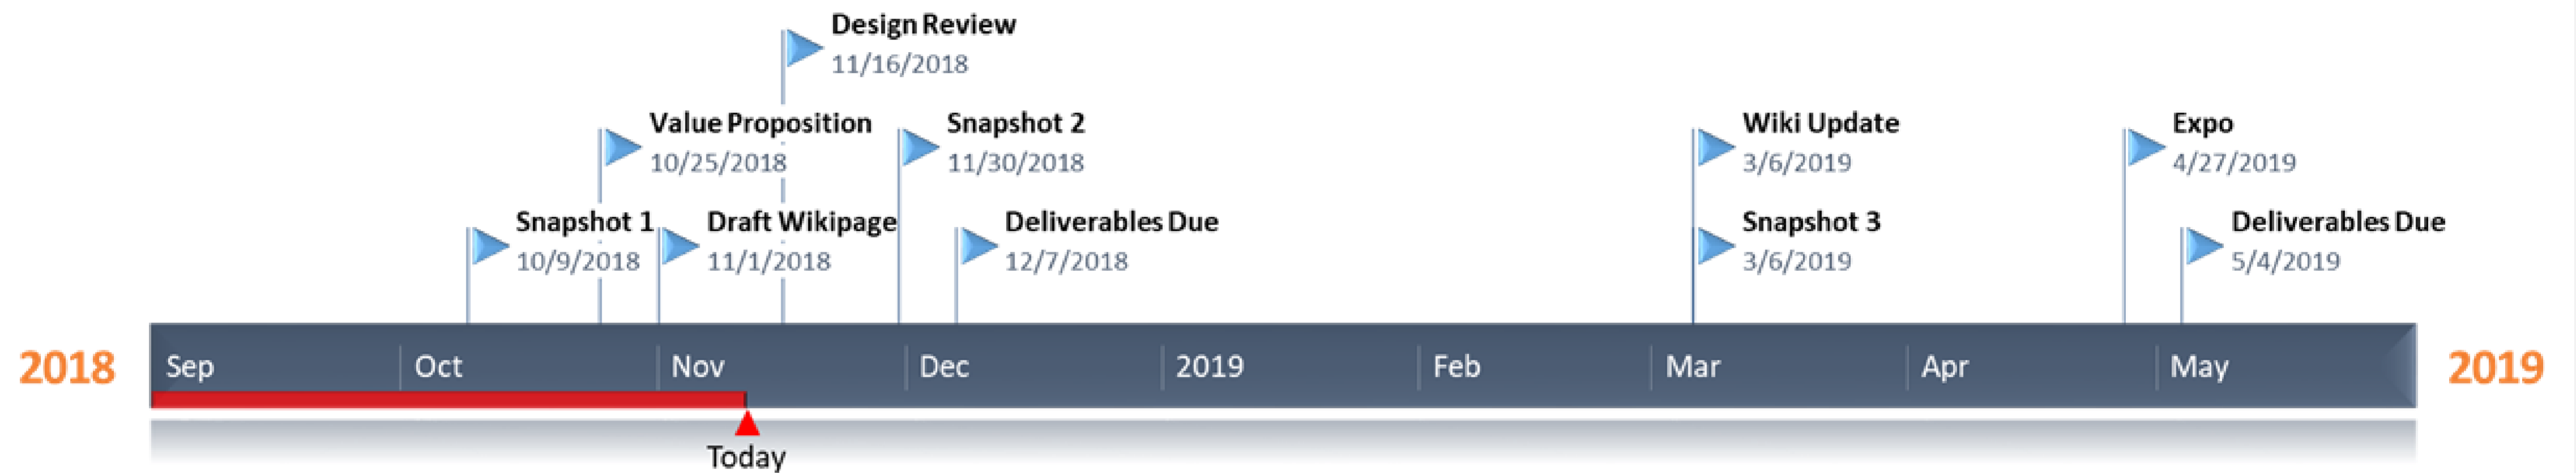 Design Review
11/16/2018
Value Proposition
10/25/2018
Snapshot 2
11/30/2018
Wiki Update
3/6/2019
Expo
4/27/2019
Snapshot 1
10/9/2018
Draft Wikipage
11/1/2018
Deliverables Due
12/7/2018
Snapshot 3
3/6/2019
Deliverables Due
5/4/2019
2018 Sep Oct Nov Dec 2019 Feb Mar Apr May 2019
Today